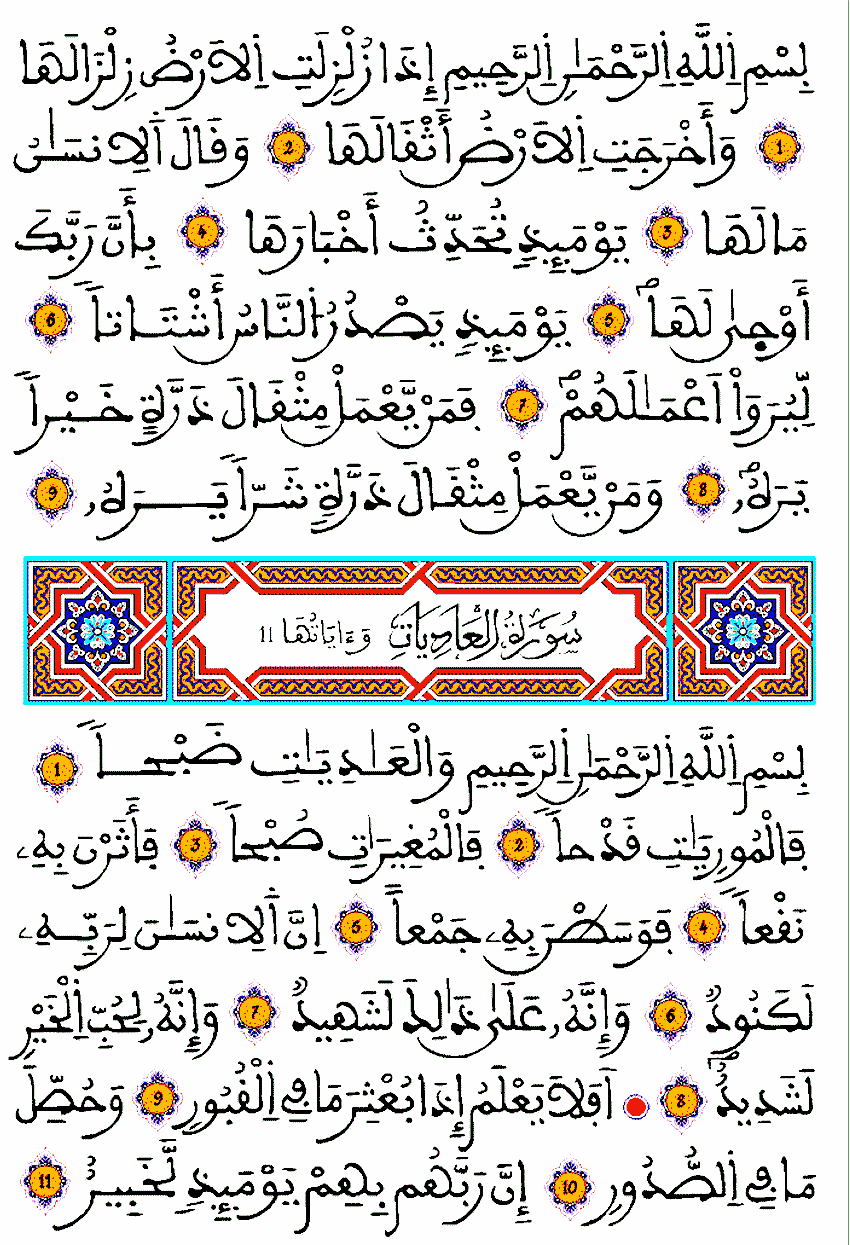 بِسْمِ اِ۬للَّهِ اِ۬لرَّحْمَٰنِ اِ۬لرَّحِيمِ إِذَا زُلْزِلَتِ اِ۬لَارْضُ زِلْزَالَهَا
1 وَأَخْرَجَتِ اِ۬لَارْضُ أَثْقَالَهَا 2 وَقَالَ اَ۬لِانسَٰنُ
مَا لَهَا 3 يَوْمَئِذٖ تُحَدِّثُ أَخْبَارَهَا 4 بِأَنَّ رَبَّكَ
أَوْح۪يٰ لَهَا 5 يَوْمَئِذٖ يَصْدُرُ اُ۬لنَّاسُ أَشْتَاتاٗ 6
لِّيُرَوَاْ اَعْمَٰلَهُمْ 7 فَمَنْ يَّعْمَلْ مِثْقَالَ ذَرَّةٍ خَيْراٗ
يَرَهُۥ 8 وَمَنْ يَّعْمَلْ مِثْقَالَ ذَرَّةٖ شَرّاٗ يَرَهُۥ 9
سُورَةُ الْعَادِيَاتِ وَءَايَاتُهَا 11
بِسْمِ اِ۬للَّهِ اِ۬لرَّحْمَٰنِ اِ۬لرَّحِيمِ وَالْعَٰدِيَٰتِ ضَبْحاٗ 1
فَالْمُورِيَٰتِ قَدْحاٗ 2 فَالْمُغِيرَٰتِ صُبْحاٗ 3 فَأَثَرْنَ بِهِۦ
نَقْعاٗ 4 فَوَسَطْنَ بِهِۦ جَمْعاً 5 اِنَّ اَ۬لِانسَٰنَ لِرَبِّهِۦ
لَكَنُودٞ 6 وَإِنَّهُۥ عَلَىٰ ذَٰلِكَ لَشَهِيدٞ 7 وَإِنَّهُۥ لِحُبِّ اِ۬لْخَيْرِ
لَشَدِيدٌ 8 اَفَلَا يَعْلَمُ إِذَا بُعْثِرَ مَا فِے اِ۬لْقُبُورِ 9 وَحُصِّلَ
مَا فِے اِ۬لصُّدُورِ 10 إِنَّ رَبَّهُم بِهِمْ يَوْمَئِذٖ لَّخَبِيرُۢ 11